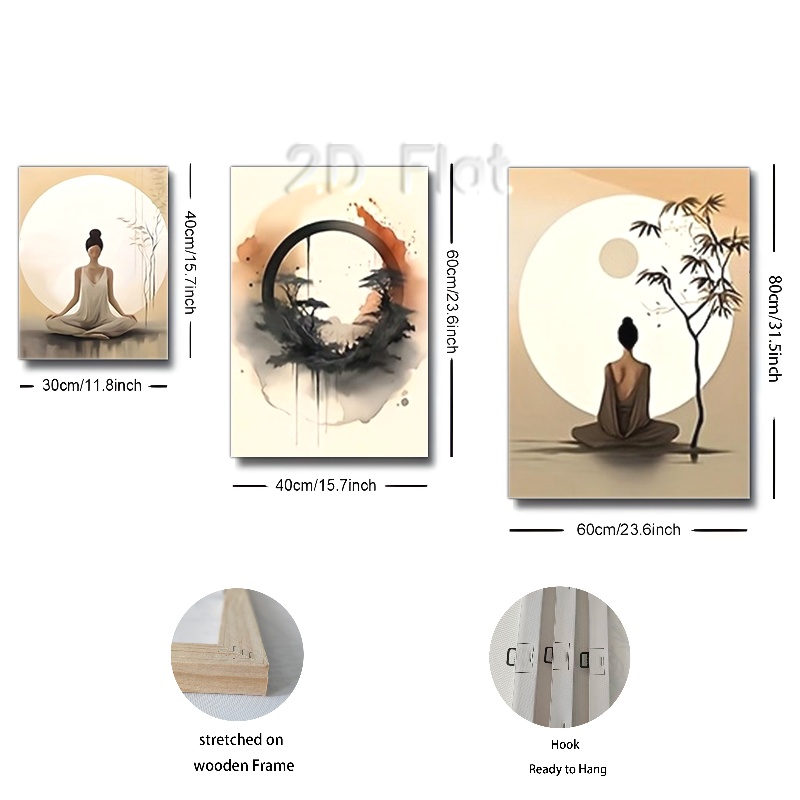 2D Flat
40cm/15.7inch
30cm/11.8inch
60cm/23.6inch
40cm/15.7inch
80cm/31.5inch
60cm/23.6inch
stretched on
wooden Frame
Hook
Ready to Hang